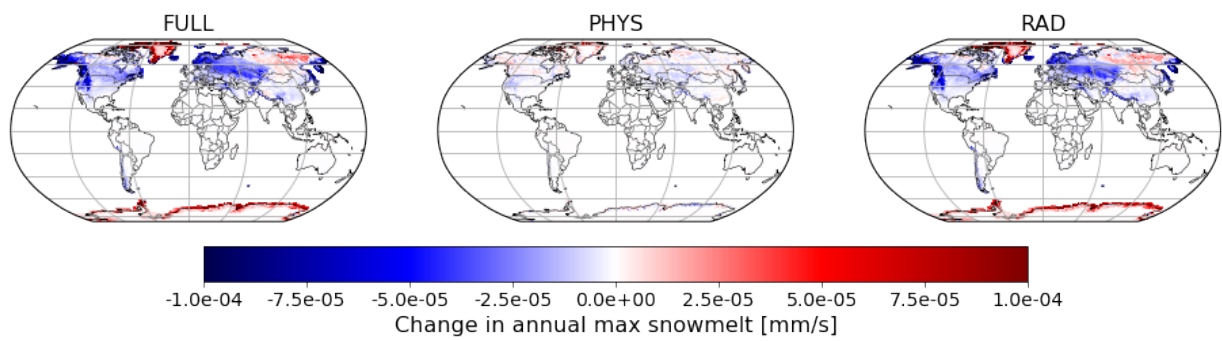 FULL PHYS RAD
-1.0e-04 -7.5e-05 -5.0e-05 -2.5e-05 0.0e+00 2.5e-05 5.0e-05 7.5e-05 1.0e-04
Change in annual max snowmelt [mm/s]